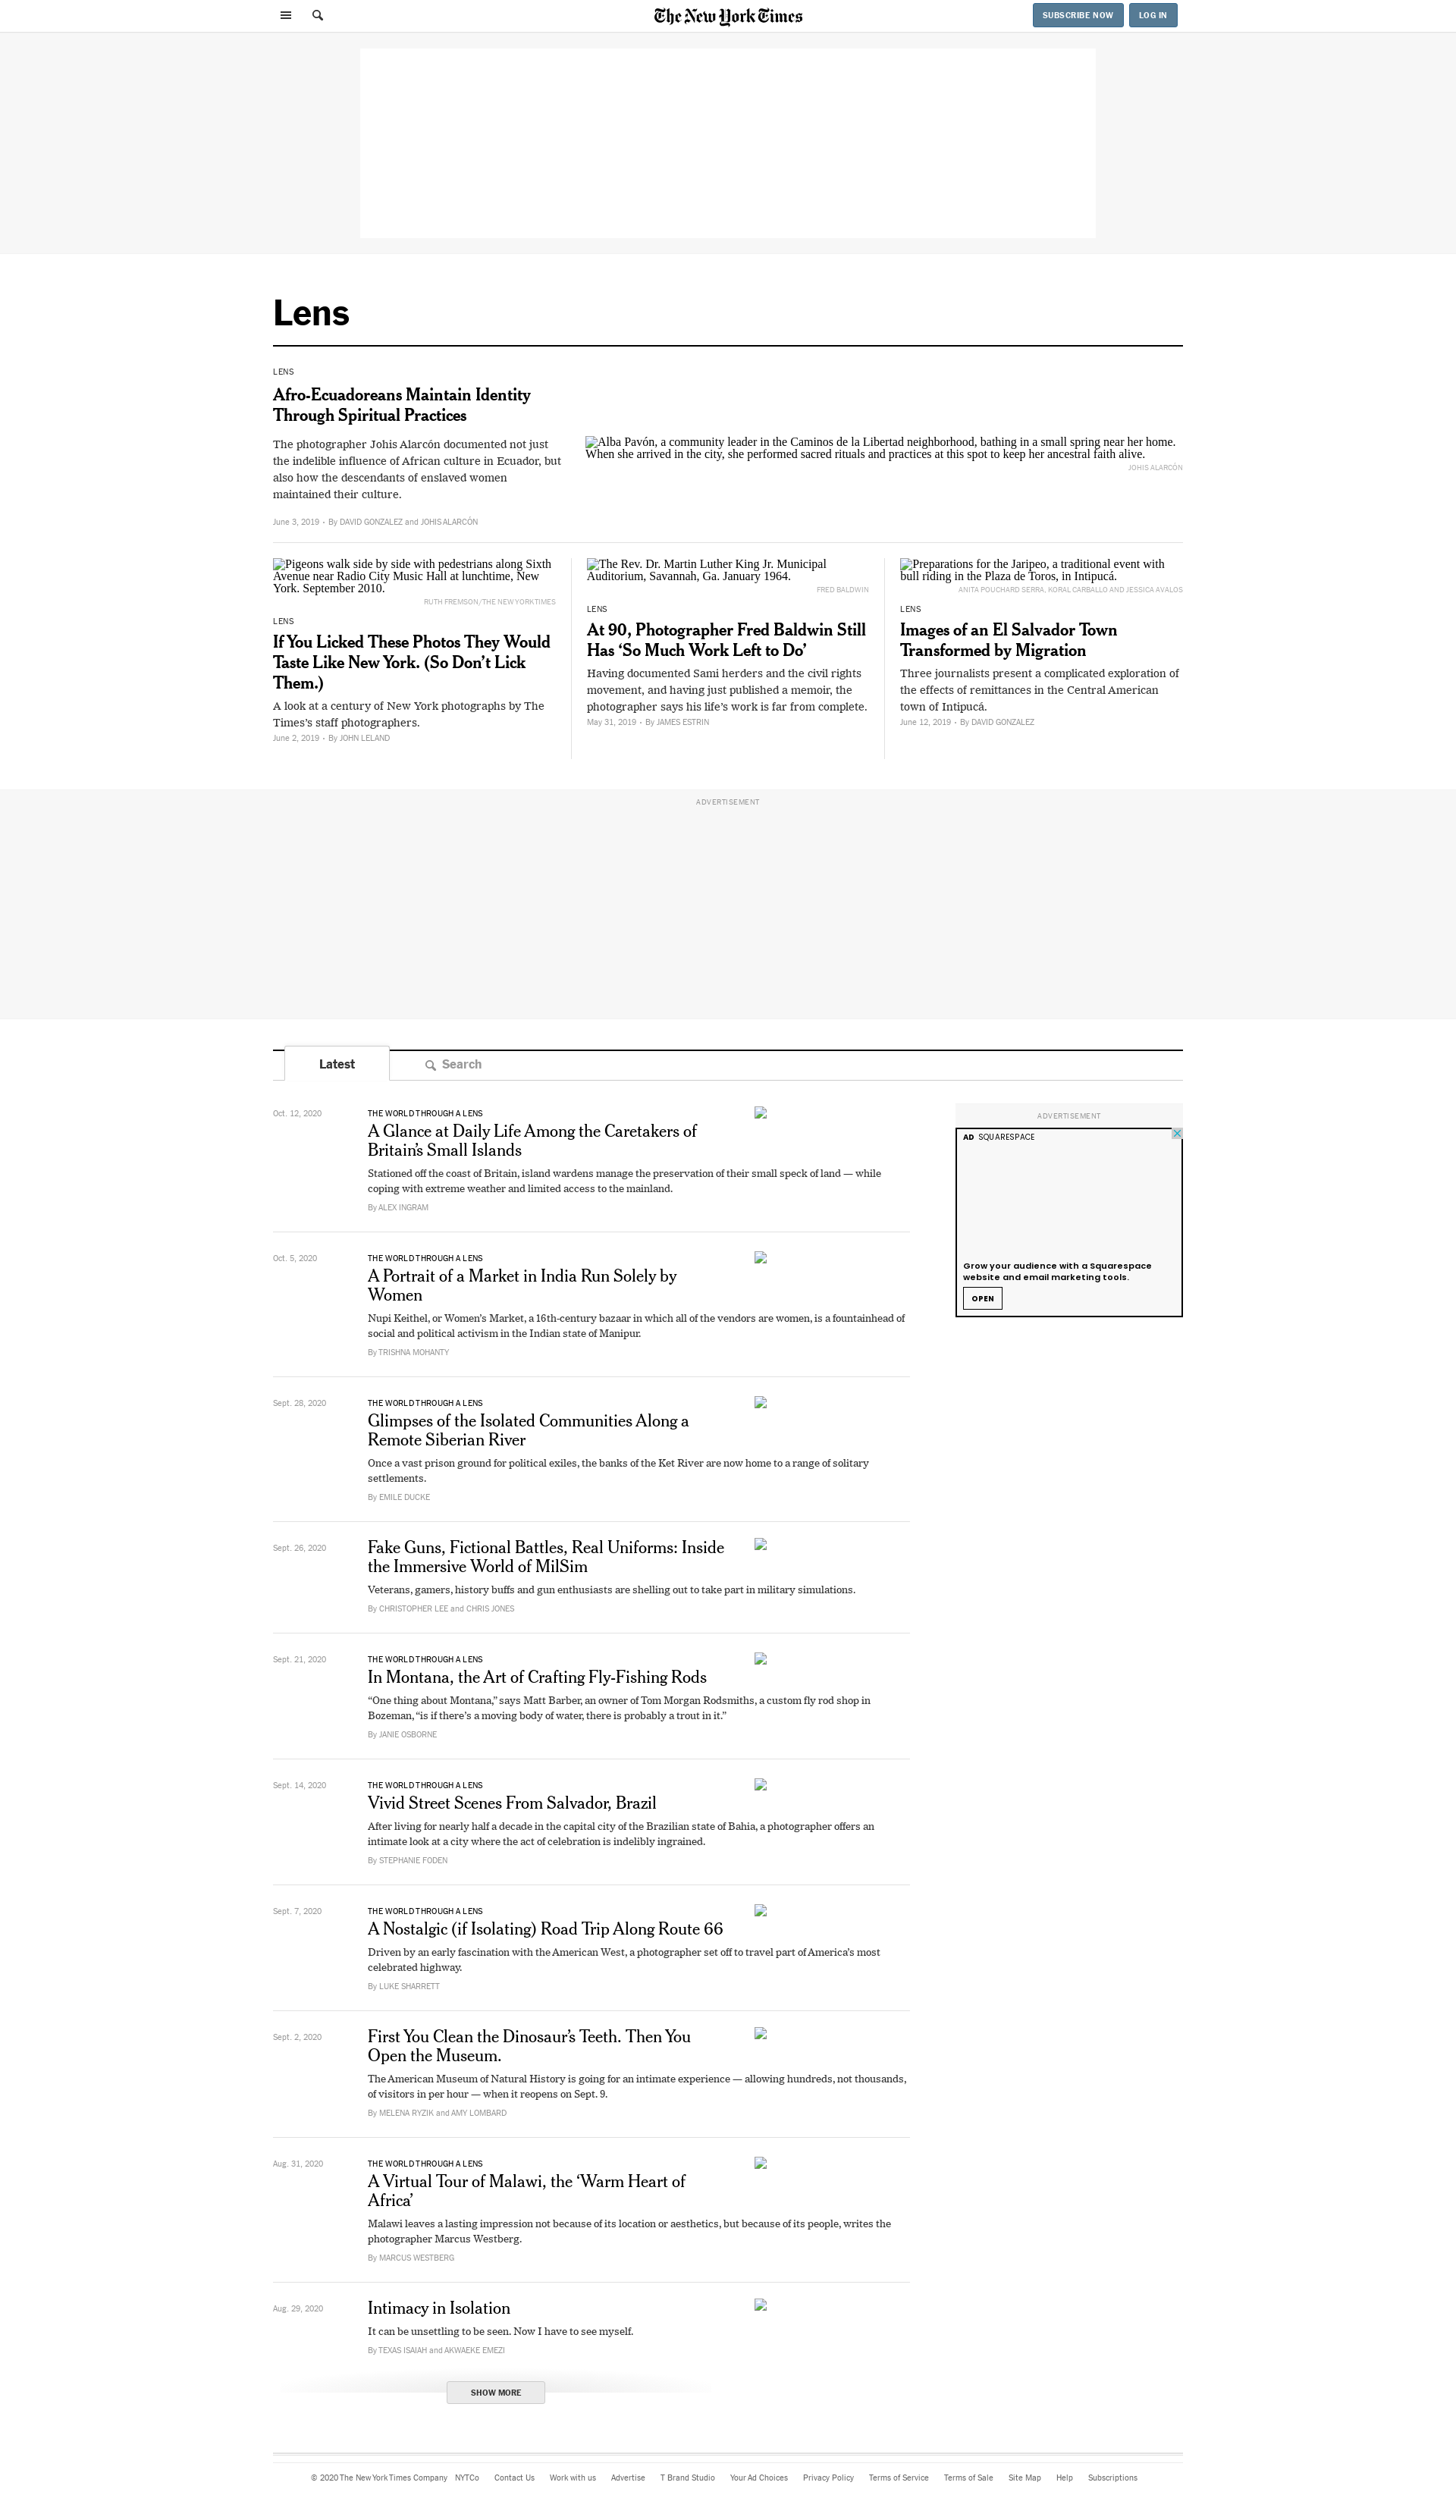 The New York Times
SUBSCRIBE NOW
LOG IN
Lens
LENS
Afro-Ecuadoreans Maintain Identity
Through Spiritual Practices
The photographer Johis Alarcón documented not just
the indelible influence of African culture in Ecuador, but
also how the descendants of enslaved women
maintained their culture.
June 3, 2019 • By DAVID GONZALEZ and JOHIS ALARCÓN
Alba Pavón, a community leader in the Caminos de la Libertad neighborhood, bathing in a small spring near her home.
When she arrived in the city, she performed sacred rituals and practices at this spot to keep her ancestral faith alive.
JOHIS ALARCÓN
Pigeons walk side by side with pedestrians along Sixth
Avenue near Radio City Music Hall at lunchtime, New
York. September 2010.
RUTH FREMSON/THE NEW YORK TIMES
LENS
If You Licked These Photos They Would
Taste Like New York. (So Don’t Lick
Them.)
A look at a century of New York photographs by The
Times’s staff photographers.
June 2, 2019 • By JOHN LELAND
The Rev. Dr. Martin Luther King Jr. Municipal
Auditorium, Savannah, Ga. January 1964.
FRED BALDWIN
LENS
At 90, Photographer Fred Baldwin Still
Has ‘So Much Work Left to Do’
Having documented Sami herders and the civil rights
movement, and having just published a memoir, the
photographer says his life’s work is far from complete.
May 31, 2019 • By JAMES ESTRIN
Preparations for the Jaripeo, a traditional event with
bull riding in the Plaza de Toros, in Intipucá.
ANITA POUCHARD SERRA, KORAL CARBALLO AND JESSICA AVALOS
LENS
Images of an El Salvador Town
Transformed by Migration
Three journalists present a complicated exploration of
the effects of remittances in the Central American
town of Intipucá.
June 12, 2019 • By DAVID GONZALEZ
ADVERTISEMENT
Latest
Search
Oct. 12, 2020
THE WORLD THROUGH A LENS
A Glance at Daily Life Among the Caretakers of
Britain’s Small Islands
Stationed off the coast of Britain, island wardens manage the preservation of their small speck of land — while
coping with extreme weather and limited access to the mainland.
By ALEX INGRAM
ADVERTISEMENT
AD SQUARESPACE
Grow your audience with a Squarespace
website and email marketing tools.
OPEN
Oct. 5, 2020
THE WORLD THROUGH A LENS
A Portrait of a Market in India Run Solely by
Women
Nupi Keithel, or Women's Market, a 16th-century bazaar in which all of the vendors are women, is a fountainhead of
social and political activism in the Indian state of Manipur.
By TRISHNA MOHANTY
Sept. 28, 2020
THE WORLD THROUGH A LENS
Glimpses of the Isolated Communities Along a
Remote Siberian River
Once a vast prison ground for political exiles, the banks of the Ket River are now home to a range of solitary
settlements.
By EMILE DUCKE
Sept. 26, 2020
Fake Guns, Fictional Battles, Real Uniforms: Inside
the Immersive World of MilSim
Veterans, gamers, history buffs and gun enthusiasts are shelling out to take part in military simulations.
By CHRISTOPHER LEE and CHRIS JONES
Sept. 21, 2020
THE WORLD THROUGH A LENS
In Montana, the Art of Crafting Fly-Fishing Rods
“One thing about Montana,” says Matt Barber, an owner of Tom Morgan Rodsmiths, a custom fly rod shop in
Bozeman, “is if there’s a moving body of water, there is probably a trout in it.”
By JANIE OSBORNE
Sept. 14, 2020
THE WORLD THROUGH A LENS
Vivid Street Scenes From Salvador, Brazil
After living for nearly half a decade in the capital city of the Brazilian state of Bahia, a photographer offers an
intimate look at a city where the act of celebration is indelibly ingrained.
By STEPHANIE FODEN
Sept. 7, 2020
THE WORLD THROUGH A LENS
A Nostalgic (if Isolating) Road Trip Along Route 66
Driven by an early fascination with the American West, a photographer set off to travel part of America’s most
celebrated highway.
By LUKE SHARRETT
Sept. 2, 2020
First You Clean the Dinosaur’s Teeth. Then You
Open the Museum.
The American Museum of Natural History is going for an intimate experience — allowing hundreds, not thousands,
of visitors in per hour — when it reopens on Sept. 9.
By MELENA RYZIK and AMY LOMBARD
Aug. 31, 2020
THE WORLD THROUGH A LENS
A Virtual Tour of Malawi, the ‘Warm Heart of
Africa’
Malawi leaves a lasting impression not because of its location or aesthetics, but because of its people, writes the
photographer Marcus Westberg.
By MARCUS WESTBERG
Aug. 29, 2020
Intimacy in Isolation
It can be unsettling to be seen. Now I have to see myself.
By TEXAS ISAIAH and AKWAEKE EMEZI
SHOW MORE
© 2020 The New York Times Company NYTCo Contact Us Work with us Advertise T Brand Studio Your Ad Choices Privacy Policy Terms of Service Terms of Sale Site Map Help Subscriptions